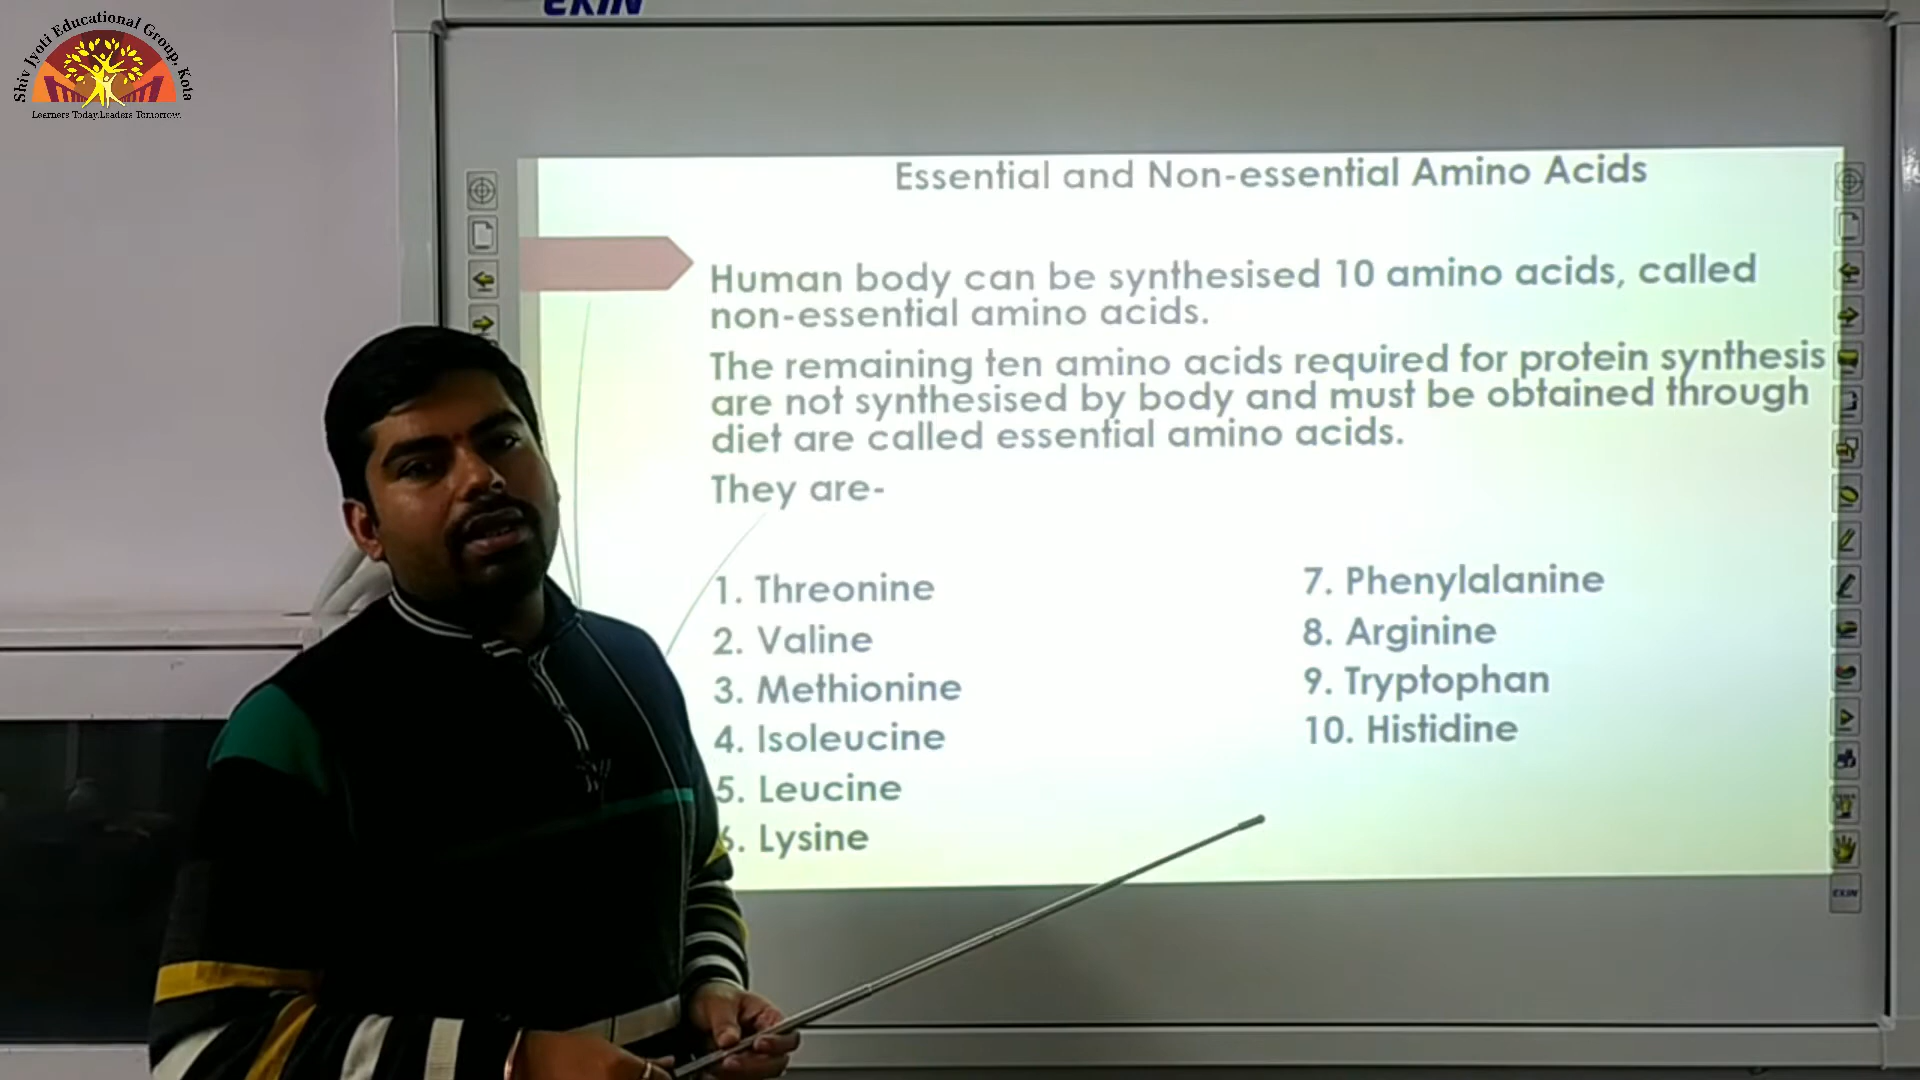 EKIN
Shiv Jyoti Educational Group, Kota
Learners Today.Leaders Tomorrow.
Essential and Non-essential Amino Acids
Human body can be synthesised 10 amino acids, called
non-essential amino acids.
The remaining ten amino acids required for protein synthesis
are not synthesised by body and must be obtained through
diet are called essential amino acids.
They are-
1. Threonine
2. Valine
3. Methionine
4. Isoleucine
5. Leucine
6. Lysine
7. Phenylalanine
8. Arginine
9. Tryptophan
10. Histidine
EKIN